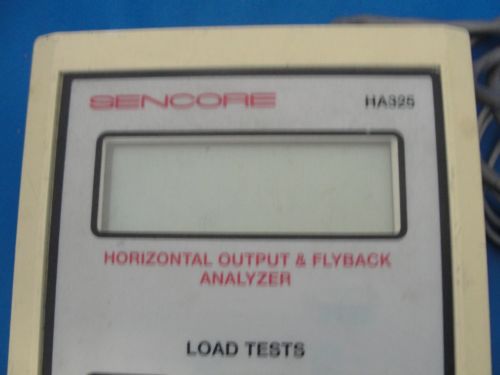 SENCORE HA325
HORIZONTAL OUTPUT & FLYBACK
ANALYZER
LOAD TESTS